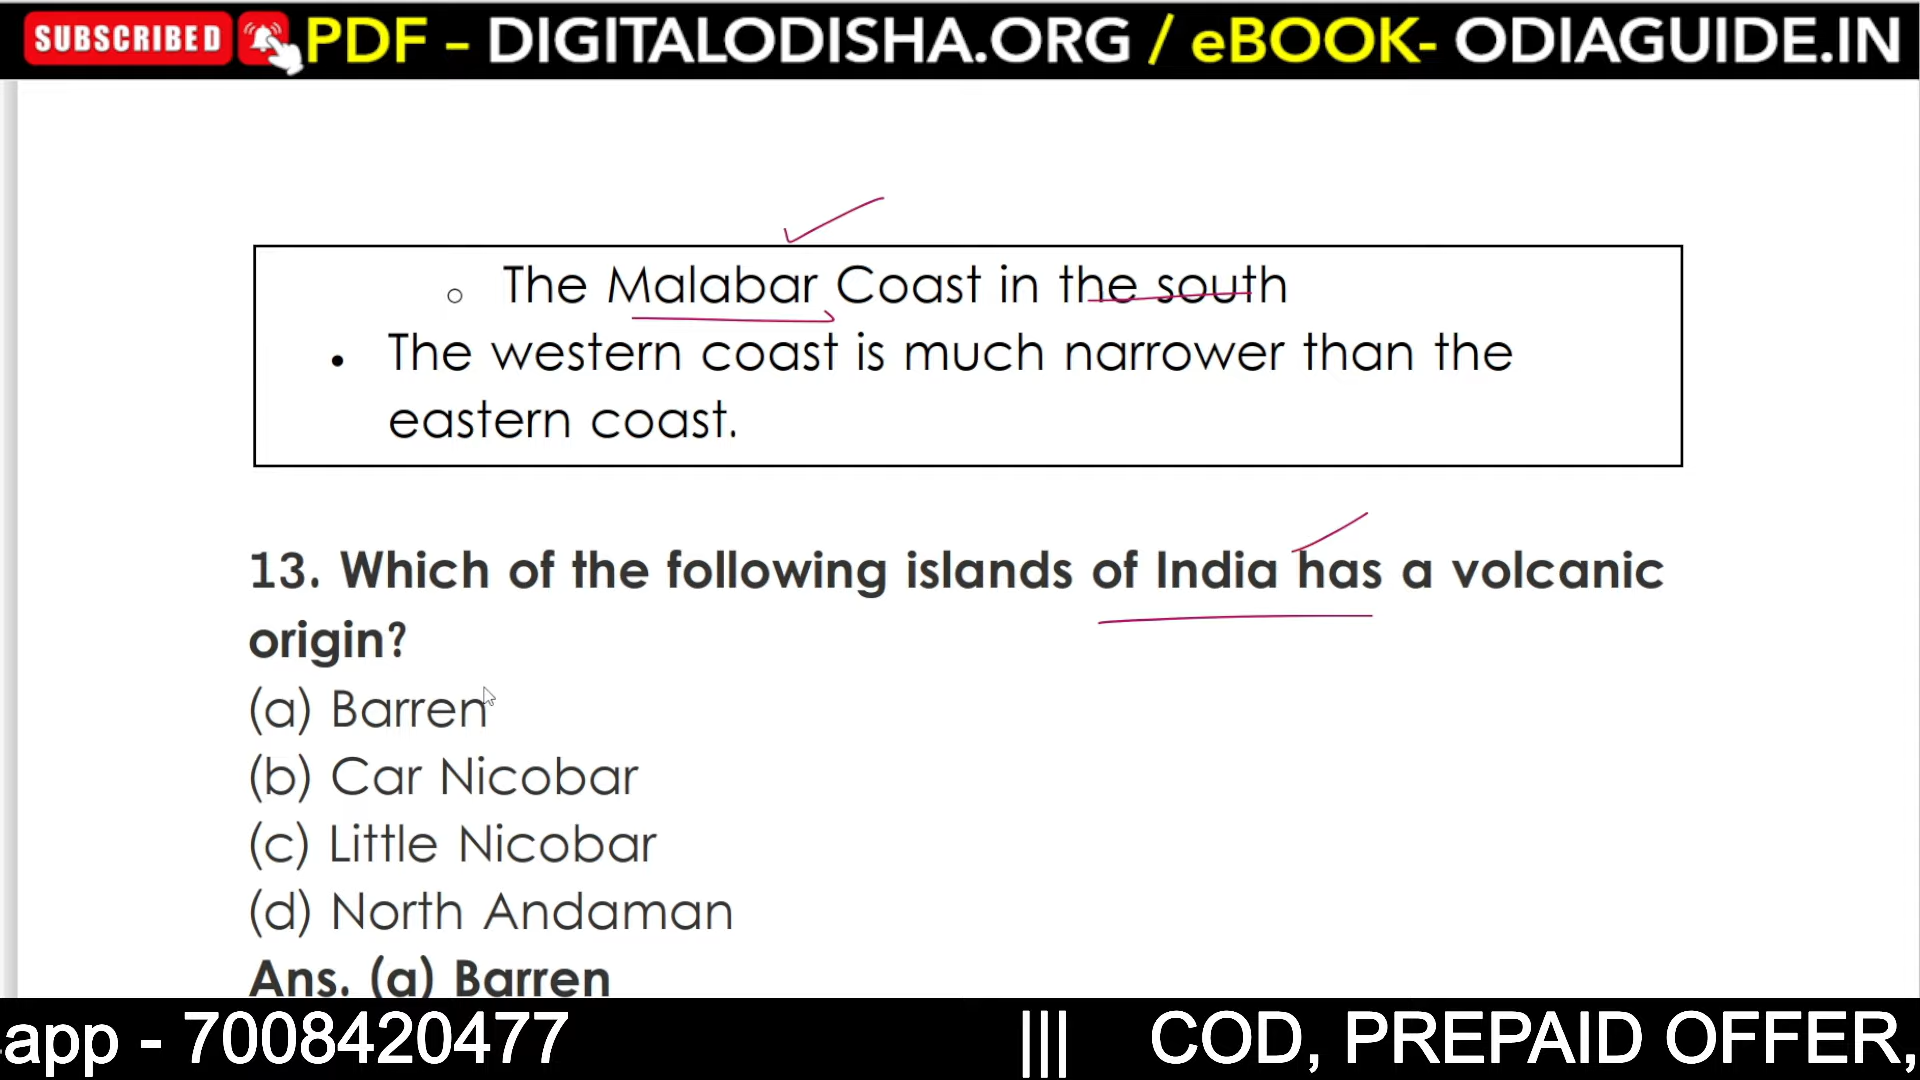 SUBSCRIBED PDF - DIGITALODISHA.ORG / eBOOK- ODIAGUIDE.IN
○ The Malabar Coast in the south
• The western coast is much narrower than the
eastern coast.
13. Which of the following islands of India has a volcanic
origin?
(a) Barren
(b) Car Nicobar
(c) Little Nicobar
(d) North Andaman
Ans. (a) Barren
app - 7008420477 ||| COD, PREPAID OFFER,